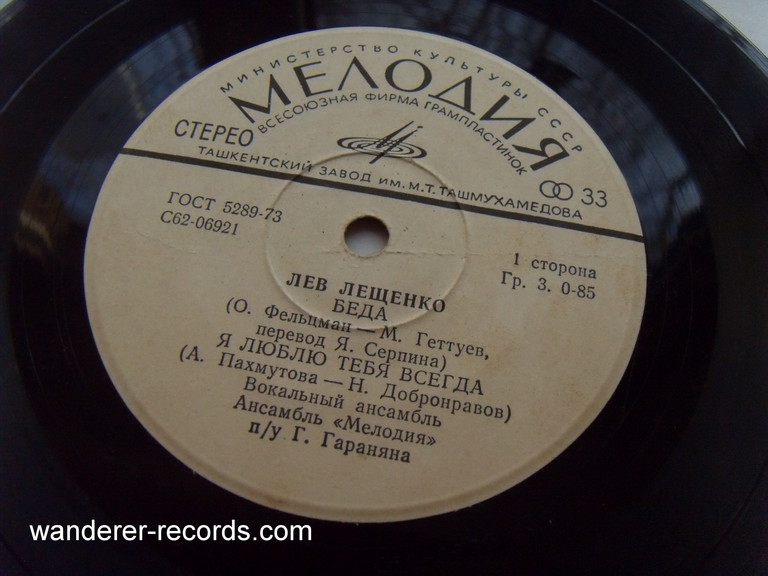 МИНИСТЕРСТВО КУЛЬТУРЫ СССР
МЕЛОДИЯ
ВСЕСОЮЗНАЯ ФИРМА ГРАМПЛАСТИНОК
СТЕРЕО
33
ТАШКЕНТСКИЙ ЗАВОД ИМ. М.Т. ТАШМУХАМЕДОВА
ГОСТ 5289-73
С62-06921
1 сторона
Гр. 3. 0-85
ЛЕВ ЛЕЩЕНКО
БЕДА
(О. Фельцман — М. Геттуев,
перевод Я. Серпина)
Я ЛЮБЛЮ ТЕБЯ ВСЕГДА
(А. Пахмутова — Н. Добронравов)
Вокальный ансамбль
Ансамбль «Мелодия»
п/у Г. Гараняна
wanderer-records.com